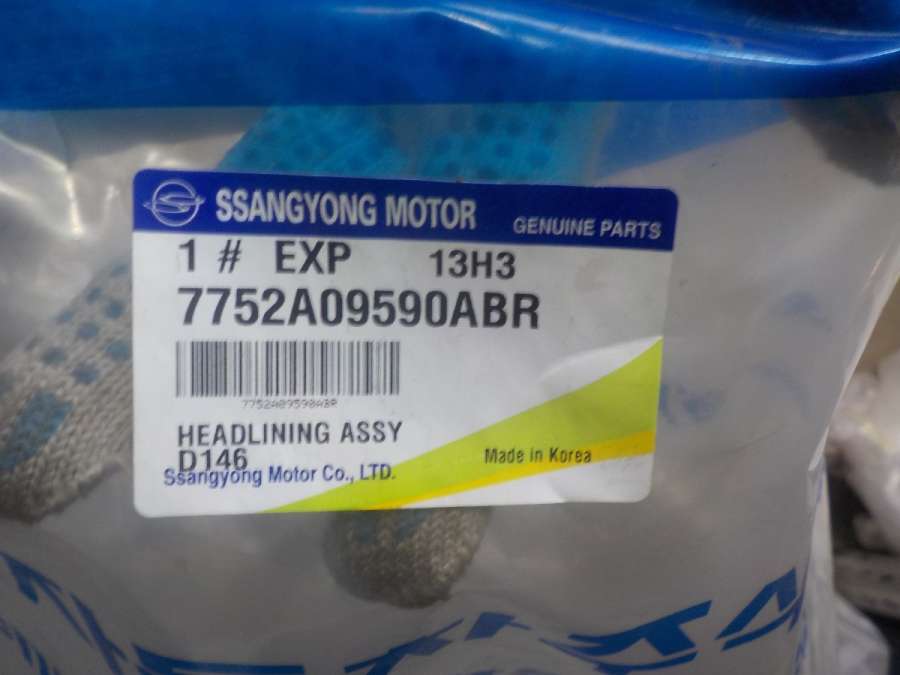 SSANGYONG MOTOR GENUINE PARTS
1 # EXP 13H3
7752A09590ABR
7752A09590ABR
HEADLINING ASSY
D146
Ssangyong Motor Co., LTD. Made in Korea